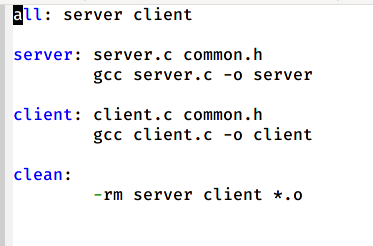 all: server client
server: server.c common.h
gcc server.c -o server
client: client.c common.h
gcc client.c -o client
clean:
-rm server client *.o